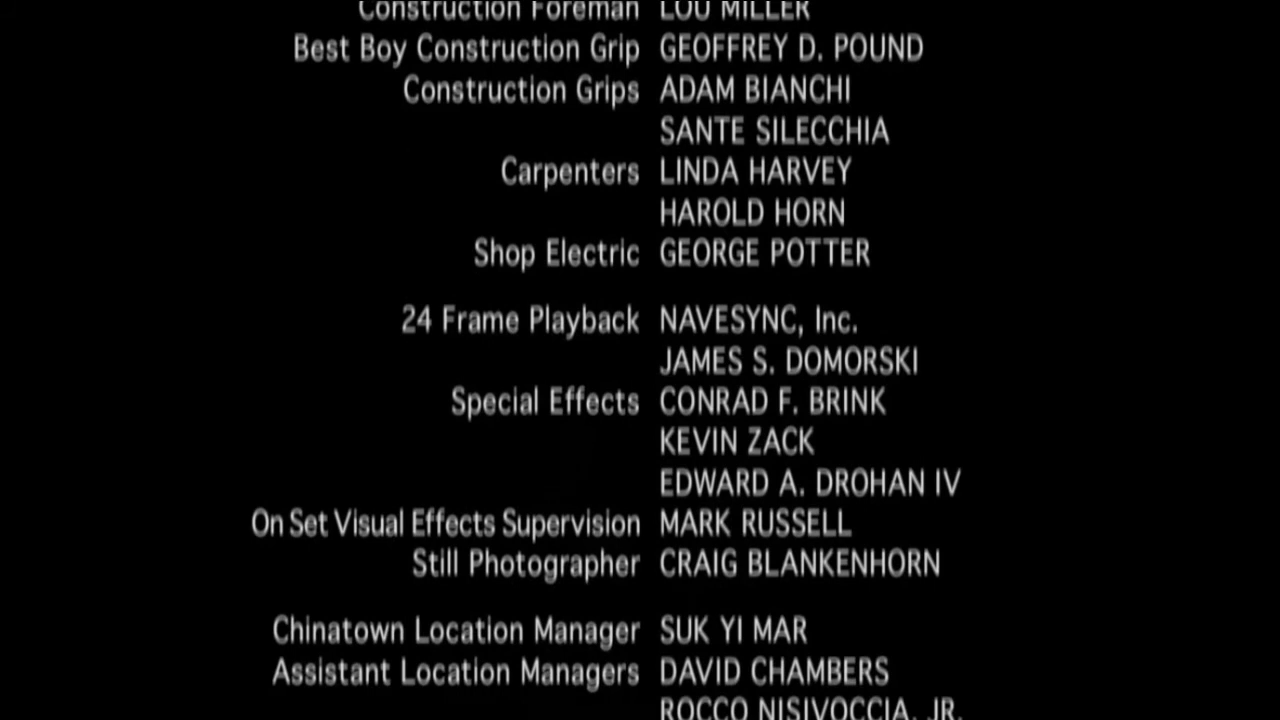 Construction Foreman LOU MILLER
Best Boy Construction Grip GEOFFREY D. POUND
Construction Grips ADAM BIANCHI
SANTE SILECCHIA
Carpenters LINDA HARVEY
HAROLD HORN
Shop Electric GEORGE POTTER
24 Frame Playback NAVESYNC, Inc.
JAMES S. DOMORSKI
Special Effects CONRAD F. BRINK
KEVIN ZACK
EDWARD A. DROHAN IV
On Set Visual Effects Supervision MARK RUSSELL
Still Photographer CRAIG BLANKENHORN
Chinatown Location Manager SUK YI MAR
Assistant Location Managers DAVID CHAMBERS
ROCCO NISIVOCCIA, JR.